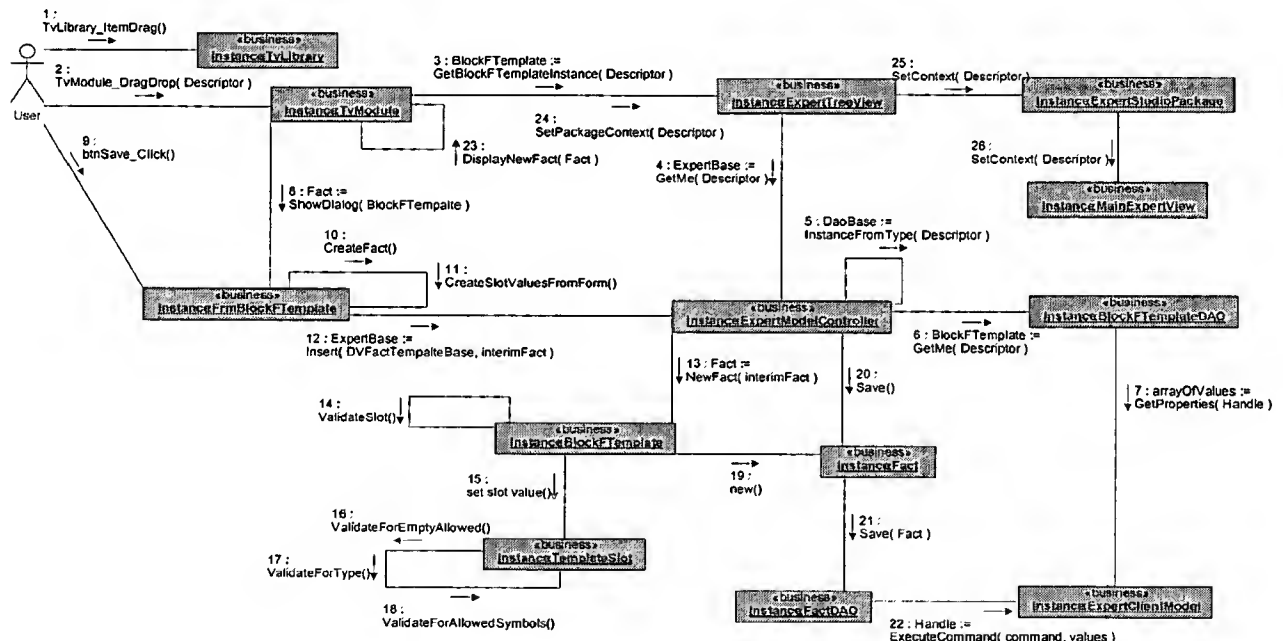 1 :
TvLibrary_ItemDrag()
«business»
InstanceTvLibrary
2 :
TvModule_DragDrop( Descriptor )
User
«business»
InstanceTvModule
3 : BlockFTemplate :=
GetBlockFTemplateInstance( Descriptor )
«business»
InstanceExpertTreeView
25 :
SetContext( Descriptor )
«business»
InstanceExpertStudioPackage
24 :
SetPackageContext( Descriptor )
23 :
DisplayNewFact( Fact )
9 :
btnSave_Click()
4 : ExpertBase :=
GetMe( Descriptor )
26 :
SetContext( Descriptor )
«business»
InstanceMainExpertView
8 : Fact :=
ShowDialog( BlockFTempalte )
5 : DaoBase :=
InstanceFromType( Descriptor )
10 :
CreateFact()
11 :
CreateSlotValuesFromForm()
«business»
InstanceFrmBlockFTemplate
«business»
InstanceExpertModelController
«business»
InstanceBlockFTemplateDAO
12 : ExpertBase :=
Insert( DVFactTempalteBase, interimFact )
6 : BlockFTemplate :=
GetMe( Descriptor )
13 : Fact :=
NewFact( interimFact )
20 :
Save()
7 : arrayOfValues :=
GetProperties( Handle )
14 :
ValidateSlot()
«business»
InstanceBlockFTemplate
«business»
InstanceFact
15 :
set slot value()
19 :
new()
16 :
ValidateForEmptyAllowed()
17 :
ValidateForType()
«business»
InstanceTemplateSlot
21 :
Save( Fact )
18 :
ValidateForAllowedSymbols()
«business»
InstanceFactDAO
«business»
InstanceExpertClientModel
22 : Handle :=
ExecuteCommand( command, values )